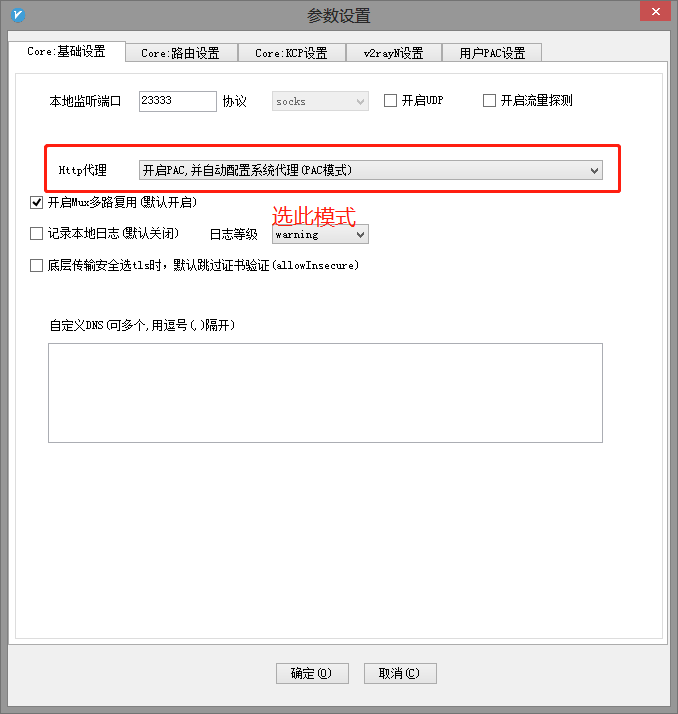 参数设置
Core:基础设置 Core:路由设置 Core:KCP设置 v2rayN设置 用户PAC设置
本地监听端口 23333 协议 socks 开启UDP 开启流量探测
Http代理 开启PAC,并自动配置系统代理(PAC模式)
开启Mux多路复用(默认开启)
选此模式
记录本地日志(默认关闭) 日志等级 warning
底层传输安全选tls时，默认跳过证书验证(allowInsecure)
自定义DNS(可多个,用逗号(,)隔开)
确定(O) 取消(C)